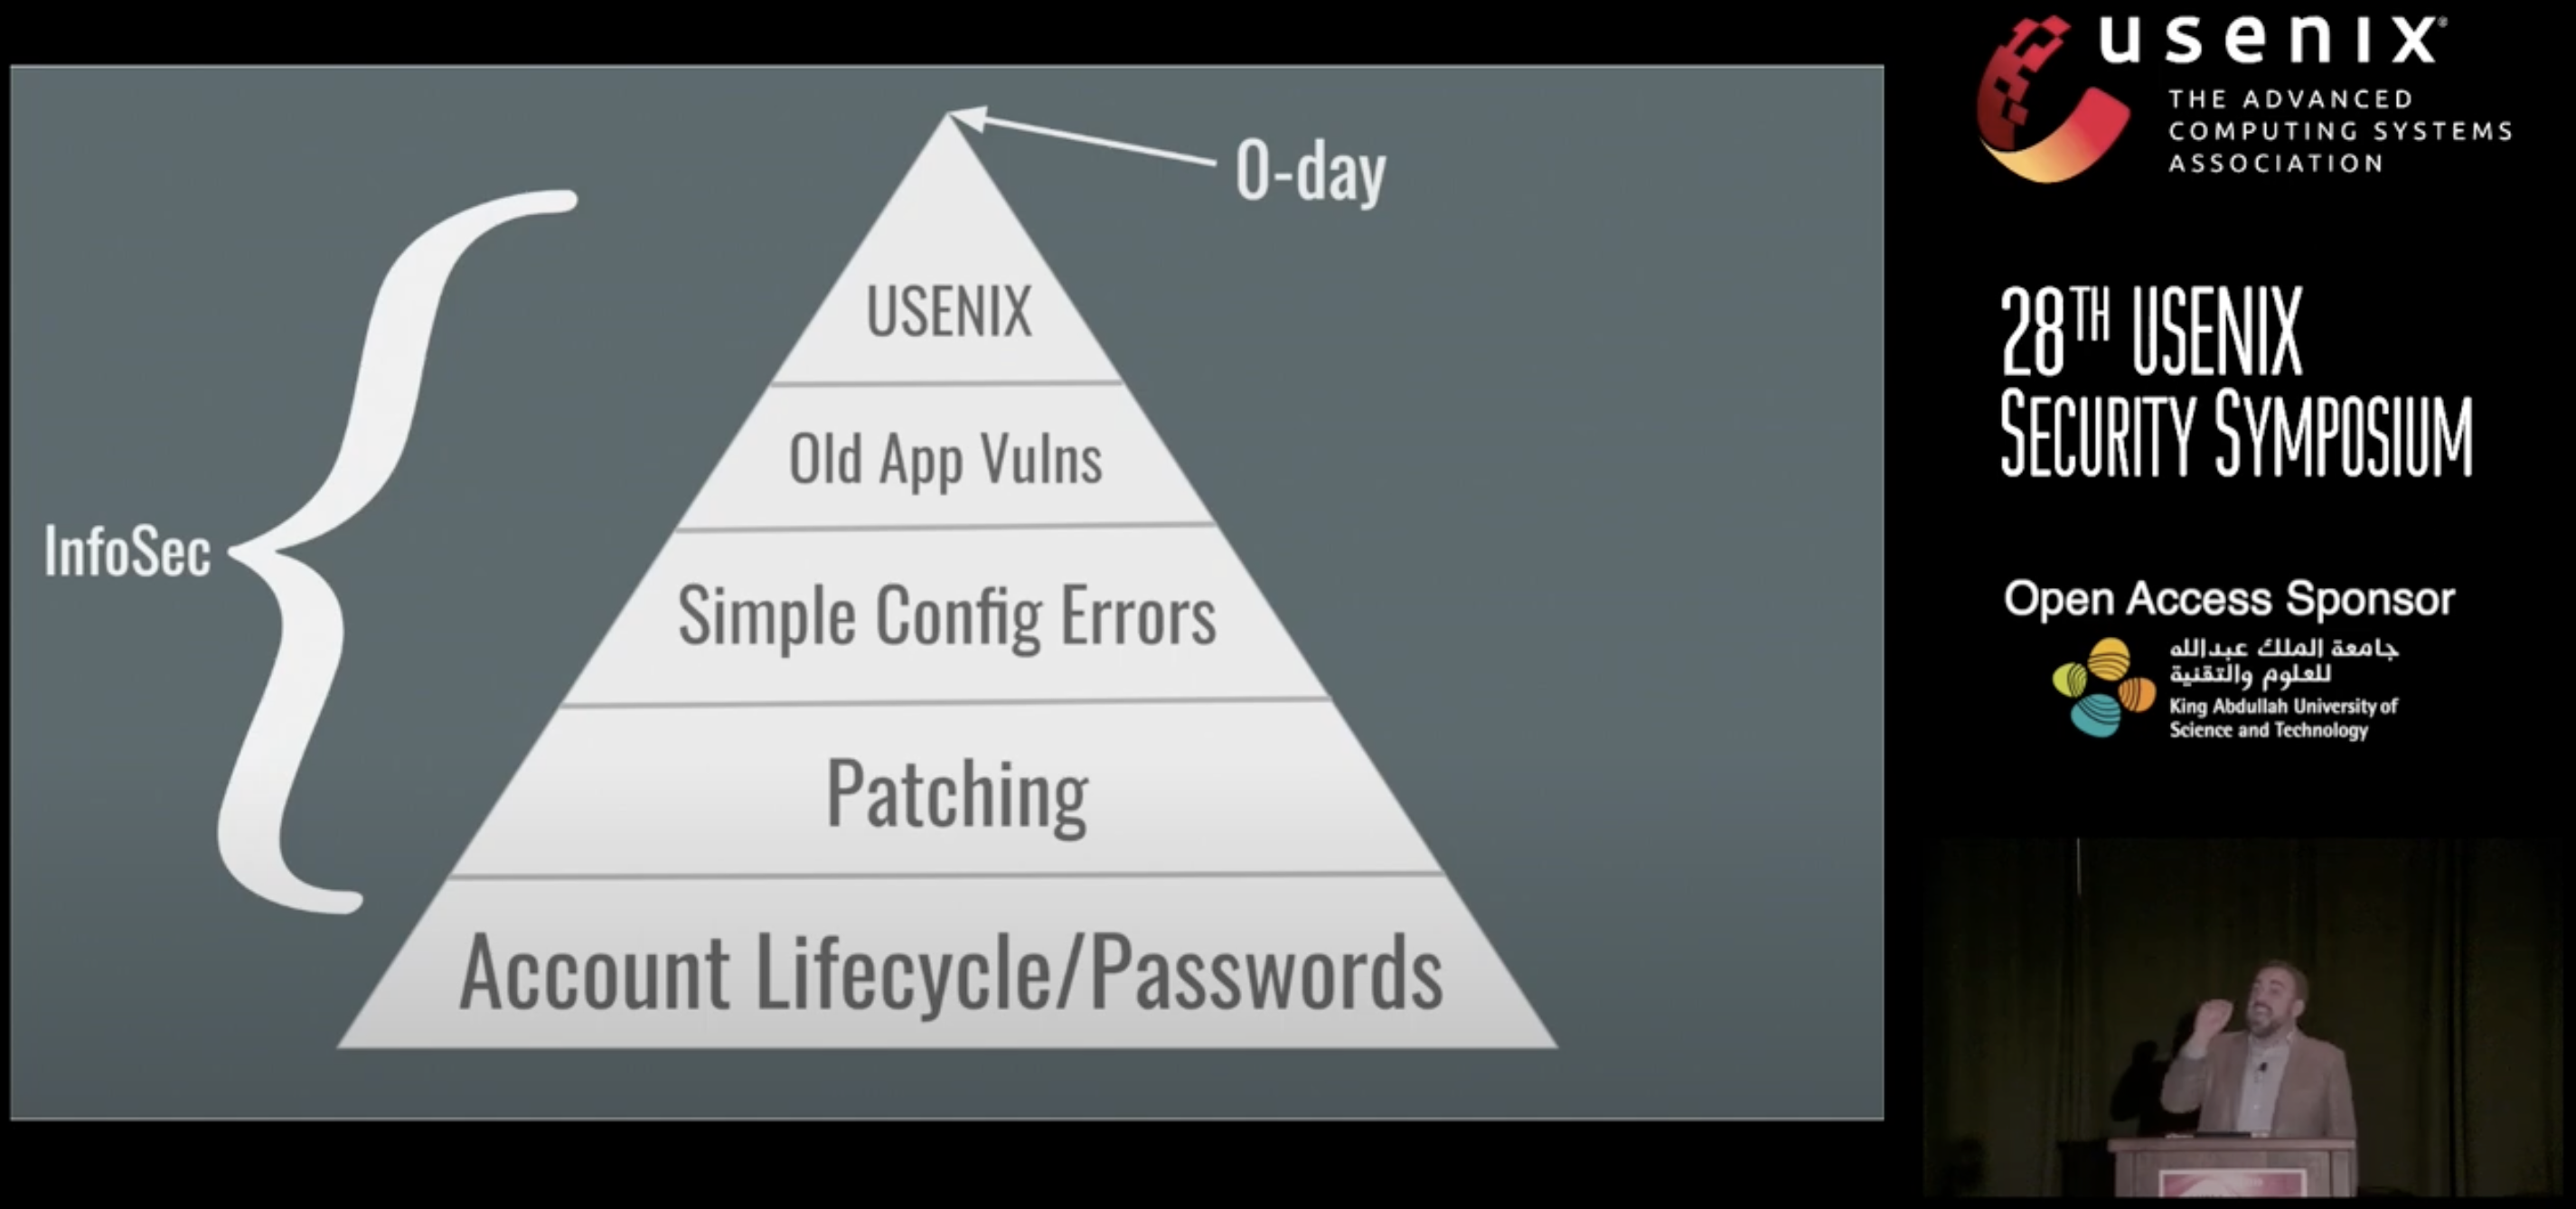 0-day
USENIX
Old App Vulns
InfoSec
Simple Config Errors
Patching
Account Lifecycle/Passwords
usenix®
THE ADVANCED
COMPUTING SYSTEMS
ASSOCIATION
28TH USENIX
SECURITY SYMPOSIUM
Open Access Sponsor
جامعة الملك عبدالله
للعلوم والتقنية
King Abdullah University of
Science and Technology